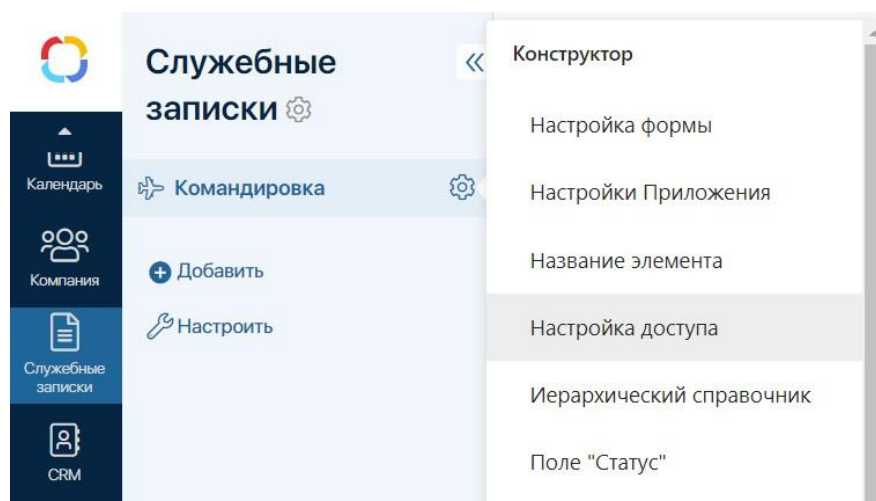 Календарь
Компания
Служебные
записки
CRM
Служебные
записки
Командировка
Добавить
Настроить
Конструктор
Настройка формы
Настройки Приложения
Название элемента
Настройка доступа
Иерархический справочник
Поле "Статус"